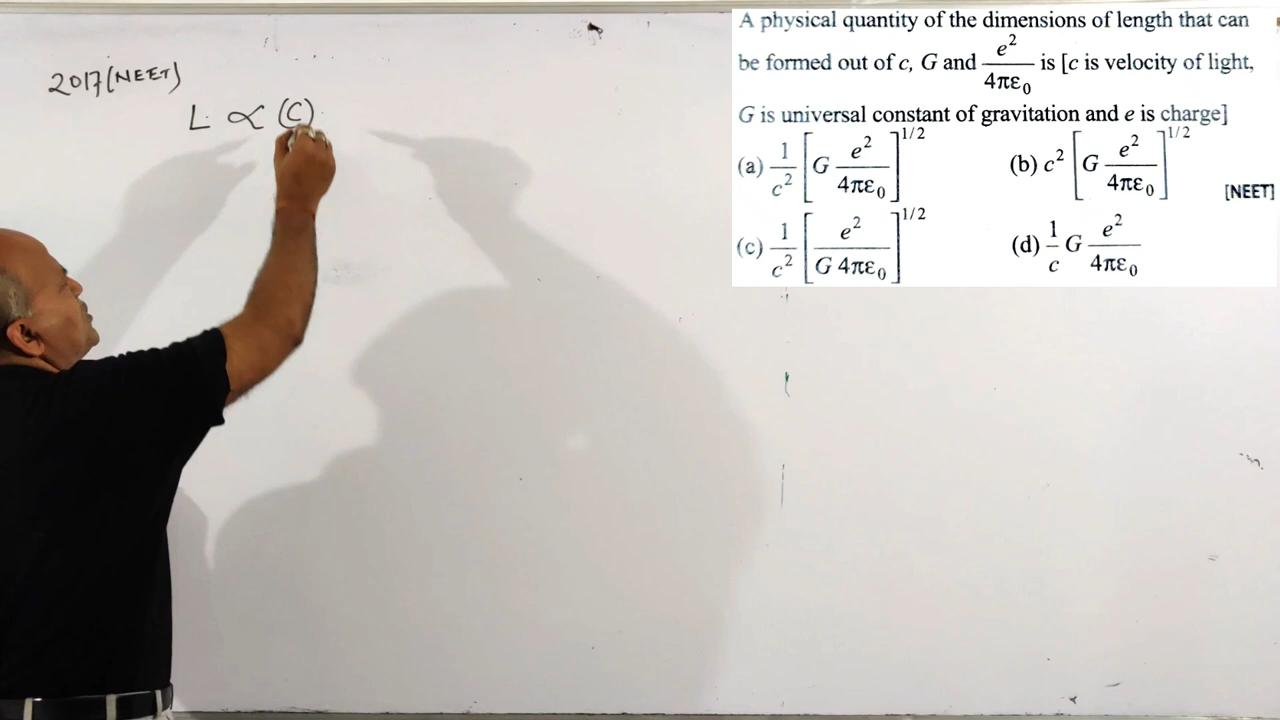 2017(NEET)
L ∝ (C)
A physical quantity of the dimensions of length that can
be formed out of c, G and e²/4πε₀ is [c is velocity of light,
G is universal constant of gravitation and e is charge]
(a) 1/c² [G e²/4πε₀]^1/2 (b) c² [G e²/4πε₀]^1/2
[NEET]
(c) 1/c² [e²/G 4πε₀]^1/2 (d) 1/c G e²/4πε₀